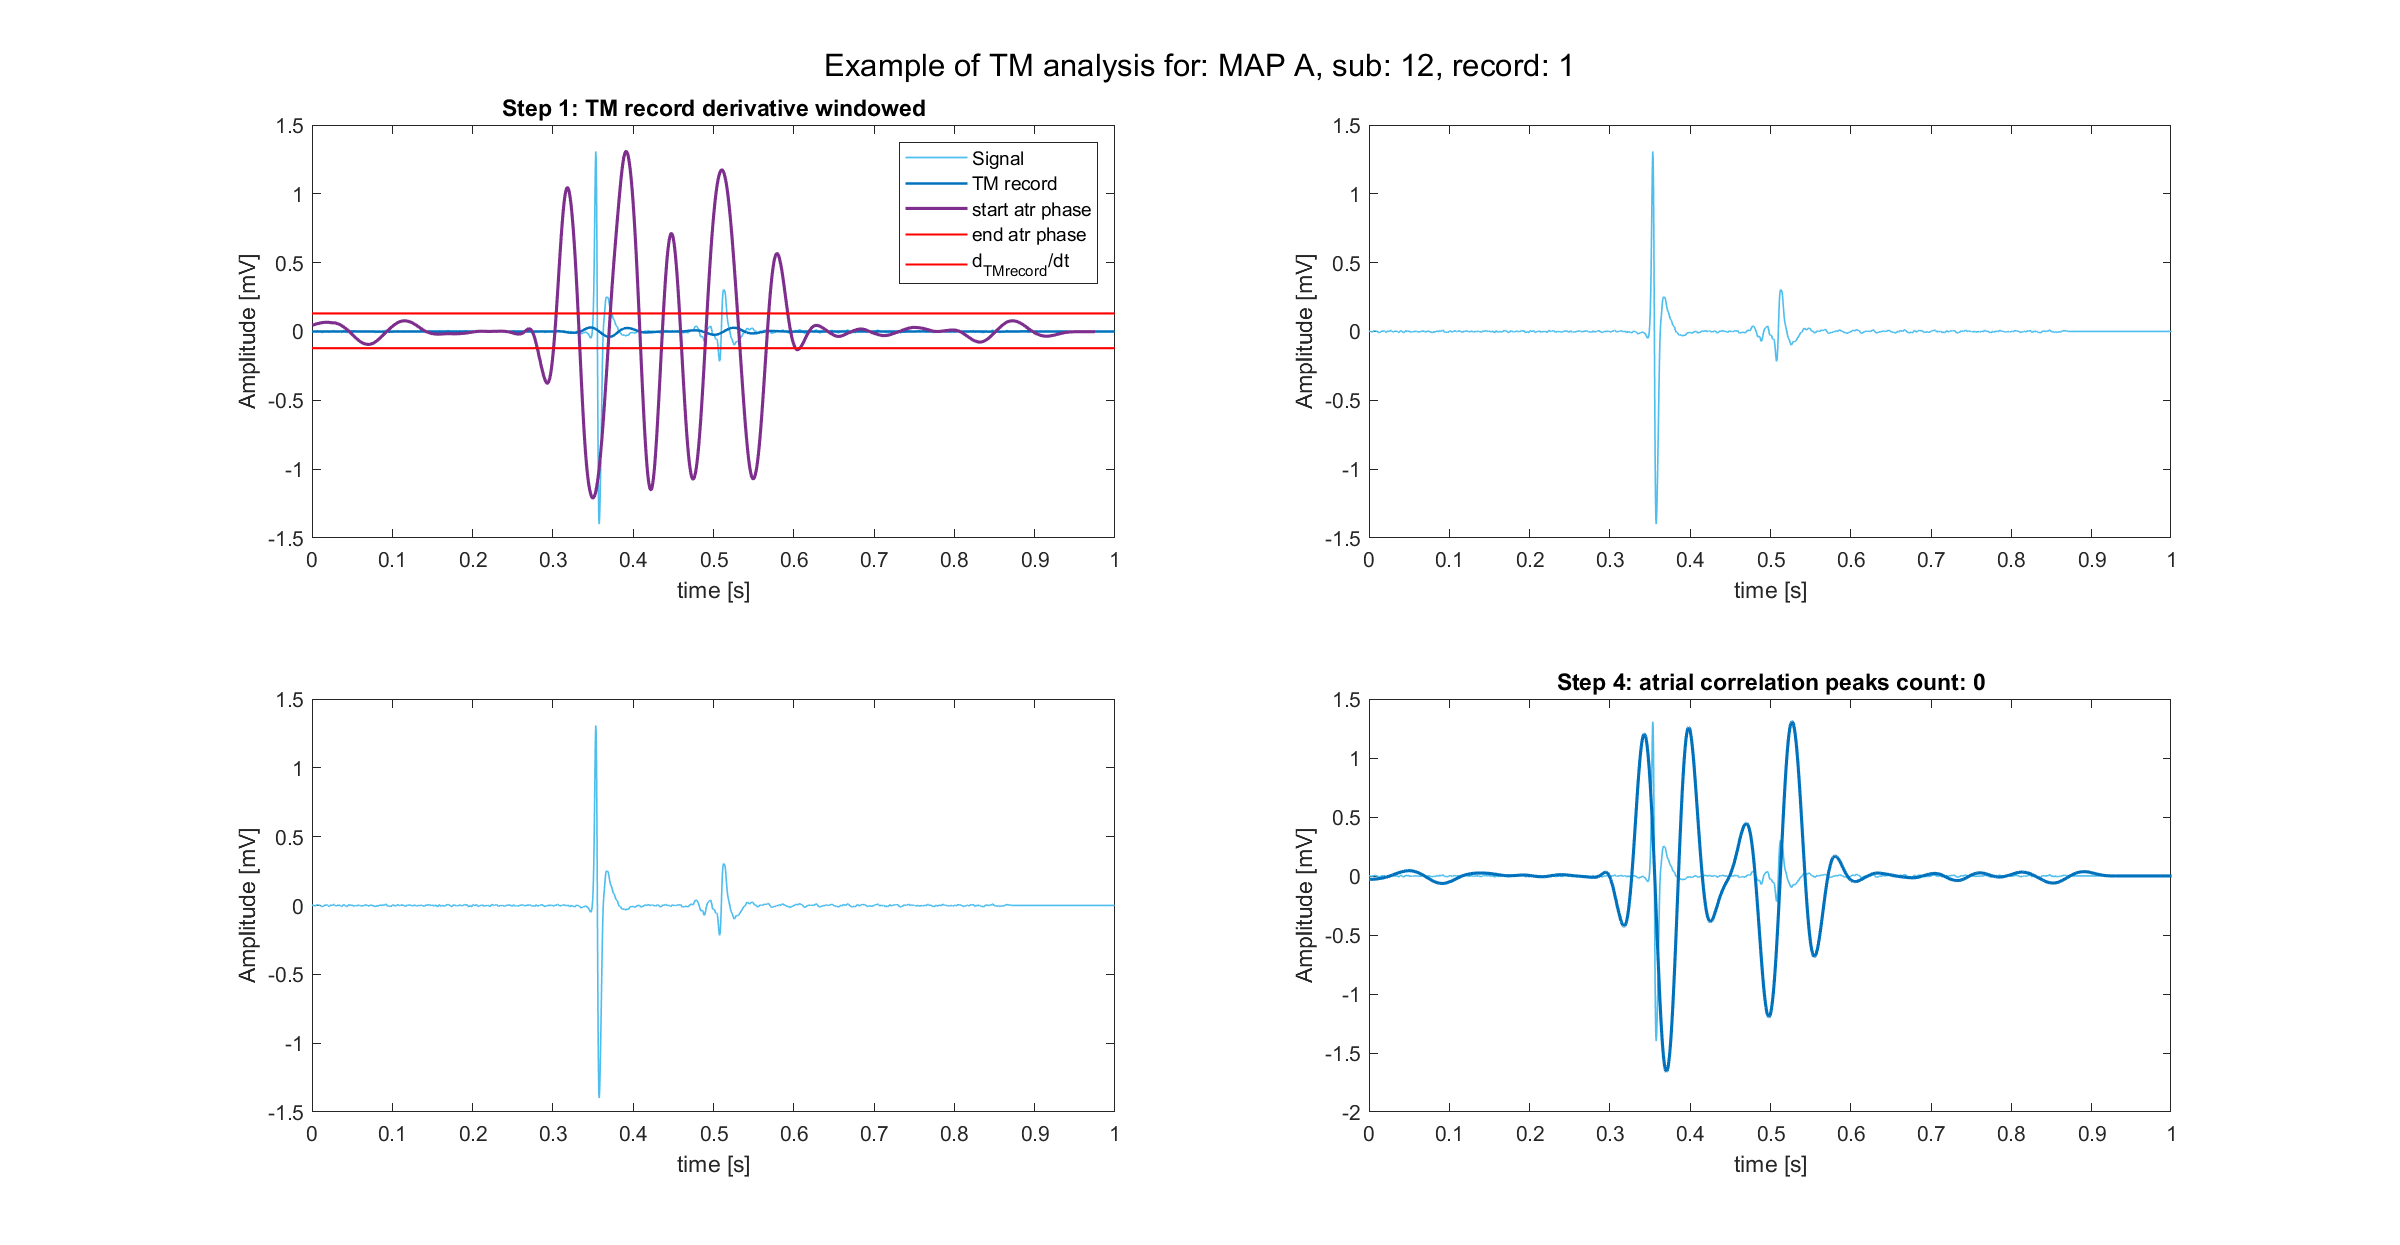 Example of TM analysis for: MAP A, sub: 12, record: 1
Step 1: TM record derivative windowed
1.5
1
0.5
0
-0.5
-1
-1.5
Amplitude [mV]
Signal
TM record
start atr phase
end atr phase
dTMrecord/dt
0 0.1 0.2 0.3 0.4 0.5 0.6 0.7 0.8 0.9 1
time [s]
1.5
1
0.5
0
-0.5
-1
-1.5
Amplitude [mV]
0 0.1 0.2 0.3 0.4 0.5 0.6 0.7 0.8 0.9 1
time [s]
1.5
1
0.5
0
-0.5
-1
-1.5
Amplitude [mV]
0 0.1 0.2 0.3 0.4 0.5 0.6 0.7 0.8 0.9 1
time [s]
Step 4: atrial correlation peaks count: 0
1.5
1
0.5
0
-0.5
-1
-1.5
-2
Amplitude [mV]
0 0.1 0.2 0.3 0.4 0.5 0.6 0.7 0.8 0.9 1
time [s]